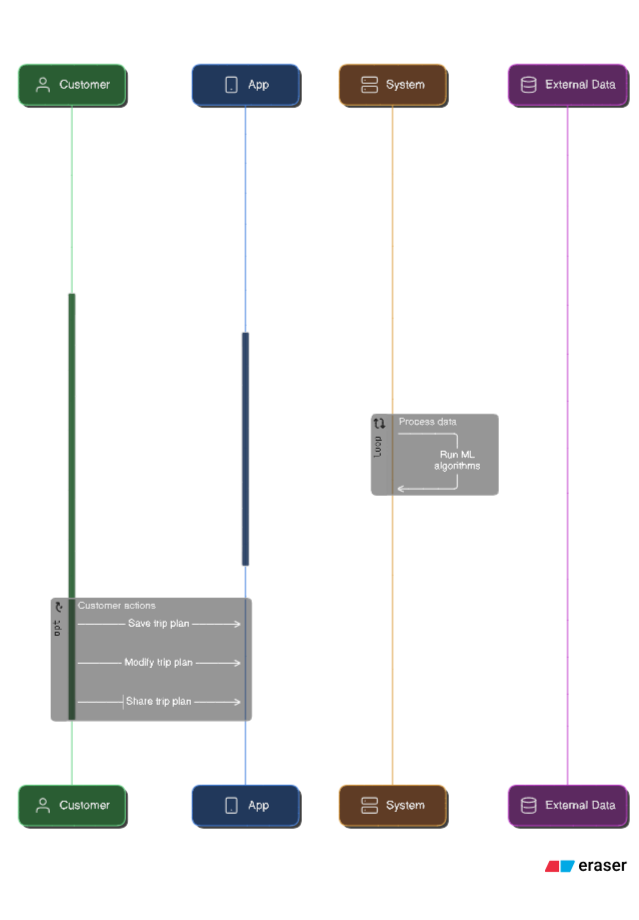 Customer
App
System
External Data
Process data
loop
Run ML
algorithms
Customer actions
opt
Save trip plan
Modify trip plan
Share trip plan
Customer
App
System
External Data
eraser